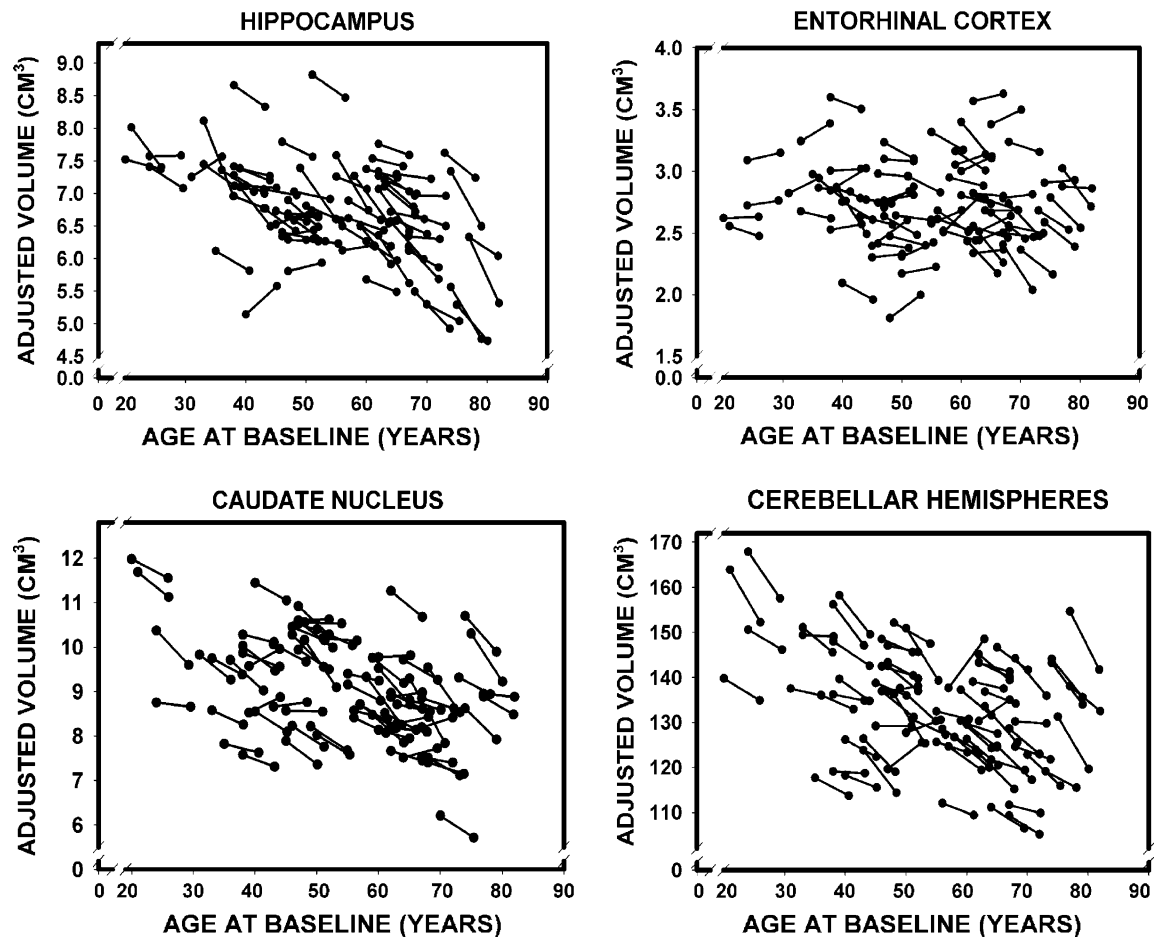 HIPPOCAMPUS
ADJUSTED VOLUME (CM³)
9.0
8.5
8.0
7.5
7.0
6.5
6.0
5.5
5.0
4.5
0.0
0 20 30 40 50 60 70 80 90
AGE AT BASELINE (YEARS)
ENTORHINAL CORTEX
ADJUSTED VOLUME (CM³)
4.0
3.5
3.0
2.5
2.0
1.5
0.0
0 20 30 40 50 60 70 80 90
AGE AT BASELINE (YEARS)
CAUDATE NUCLEUS
ADJUSTED VOLUME (CM³)
12
11
10
9
8
7
6
0
0 20 30 40 50 60 70 80 90
AGE AT BASELINE (YEARS)
CEREBELLAR HEMISPHERES
ADJUSTED VOLUME (CM³)
170
160
150
140
130
120
110
0
0 20 30 40 50 60 70 80 90
AGE AT BASELINE (YEARS)